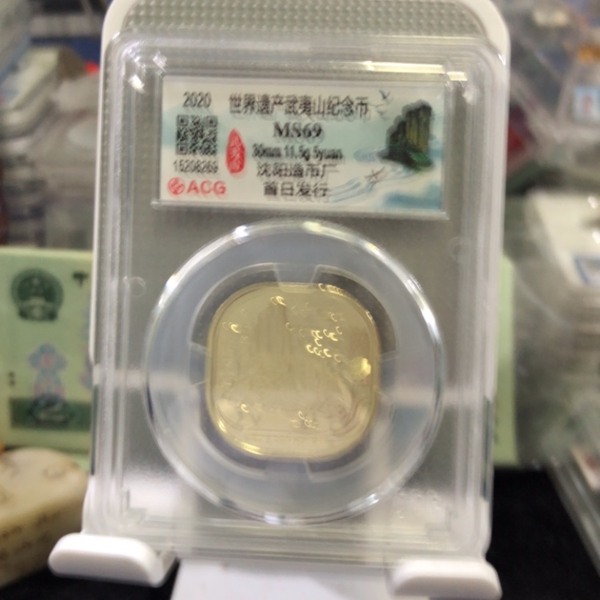 2020 世界遗产武夷山纪念币
MS69
30mm 11.5g 5yuan
沈阳造币厂
首日发行
15208269
ACG